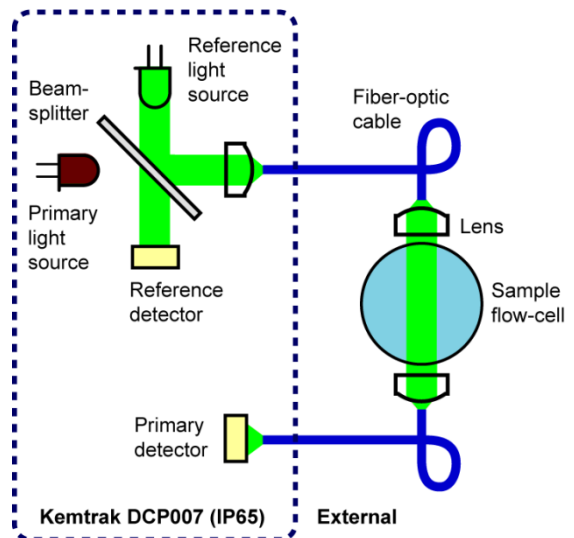 Reference
light
source
Beam-
splitter
Primary
light
source
Reference
detector
Fiber-optic
cable
Lens
Sample
flow-cell
Primary
detector
Kemtrak DCP007 (IP65)
External